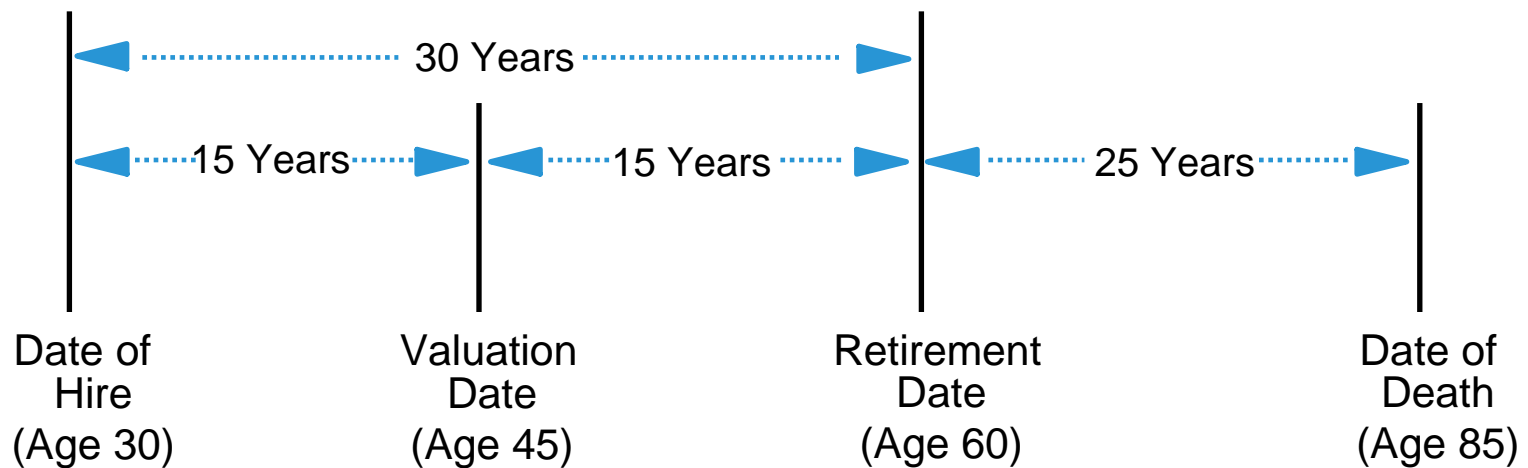 30 Years
15 Years
15 Years
25 Years
Date of
Hire
(Age 30)
Valuation
Date
(Age 45)
Retirement
Date
(Age 60)
Date of
Death
(Age 85)